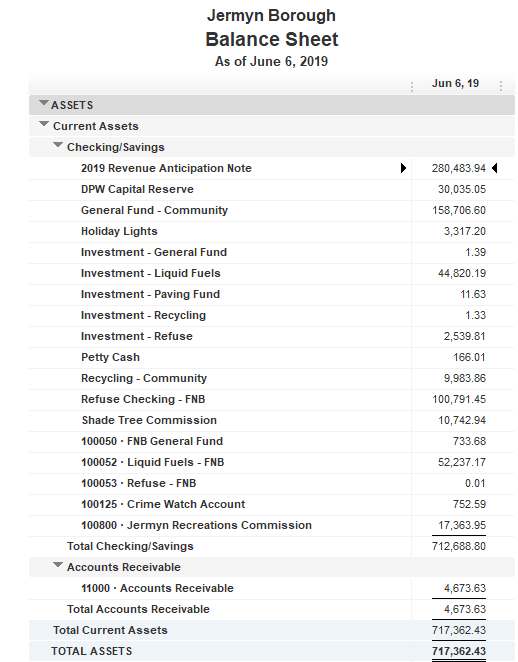 Jermyn Borough
Balance Sheet
As of June 6, 2019
Jun 6, 19
ASSETS
Current Assets
Checking/Savings
2019 Revenue Anticipation Note 280,483.94
DPW Capital Reserve 30,035.05
General Fund - Community 158,706.60
Holiday Lights 3,317.20
Investment - General Fund 1.39
Investment - Liquid Fuels 44,820.19
Investment - Paving Fund 11.63
Investment - Recycling 1.33
Investment - Refuse 2,539.81
Petty Cash 166.01
Recycling - Community 9,983.86
Refuse Checking - FNB 100,791.45
Shade Tree Commission 10,742.94
100050 · FNB General Fund 733.68
100052 · Liquid Fuels - FNB 52,237.17
100053 · Refuse - FNB 0.01
100125 · Crime Watch Account 752.59
100800 · Jermyn Recreations Commission 17,363.95
Total Checking/Savings 712,688.80
Accounts Receivable
11000 · Accounts Receivable 4,673.63
Total Accounts Receivable 4,673.63
Total Current Assets 717,362.43
TOTAL ASSETS 717,362.43